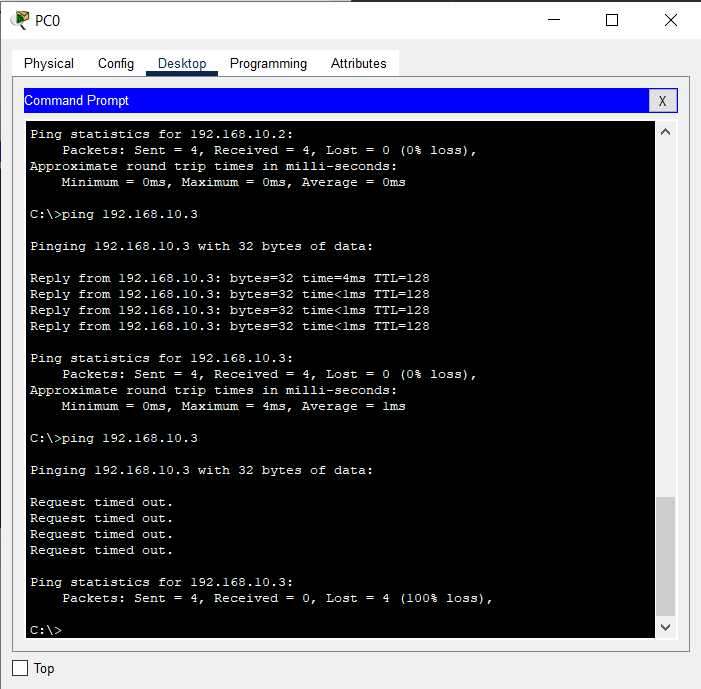 PC0
Physical Config Desktop Programming Attributes
Command Prompt
X
Ping statistics for 192.168.10.2:
    Packets: Sent = 4, Received = 4, Lost = 0 (0% loss),
Approximate round trip times in milli-seconds:
    Minimum = 0ms, Maximum = 0ms, Average = 0ms
C:\>ping 192.168.10.3
Pinging 192.168.10.3 with 32 bytes of data:
Reply from 192.168.10.3: bytes=32 time=4ms TTL=128
Reply from 192.168.10.3: bytes=32 time<1ms TTL=128
Reply from 192.168.10.3: bytes=32 time<1ms TTL=128
Reply from 192.168.10.3: bytes=32 time<1ms TTL=128
Ping statistics for 192.168.10.3:
    Packets: Sent = 4, Received = 4, Lost = 0 (0% loss),
Approximate round trip times in milli-seconds:
    Minimum = 0ms, Maximum = 4ms, Average = 1ms
C:\>ping 192.168.10.3
Pinging 192.168.10.3 with 32 bytes of data:
Request timed out.
Request timed out.
Request timed out.
Request timed out.
Ping statistics for 192.168.10.3:
    Packets: Sent = 4, Received = 0, Lost = 4 (100% loss),
C:\>
Top